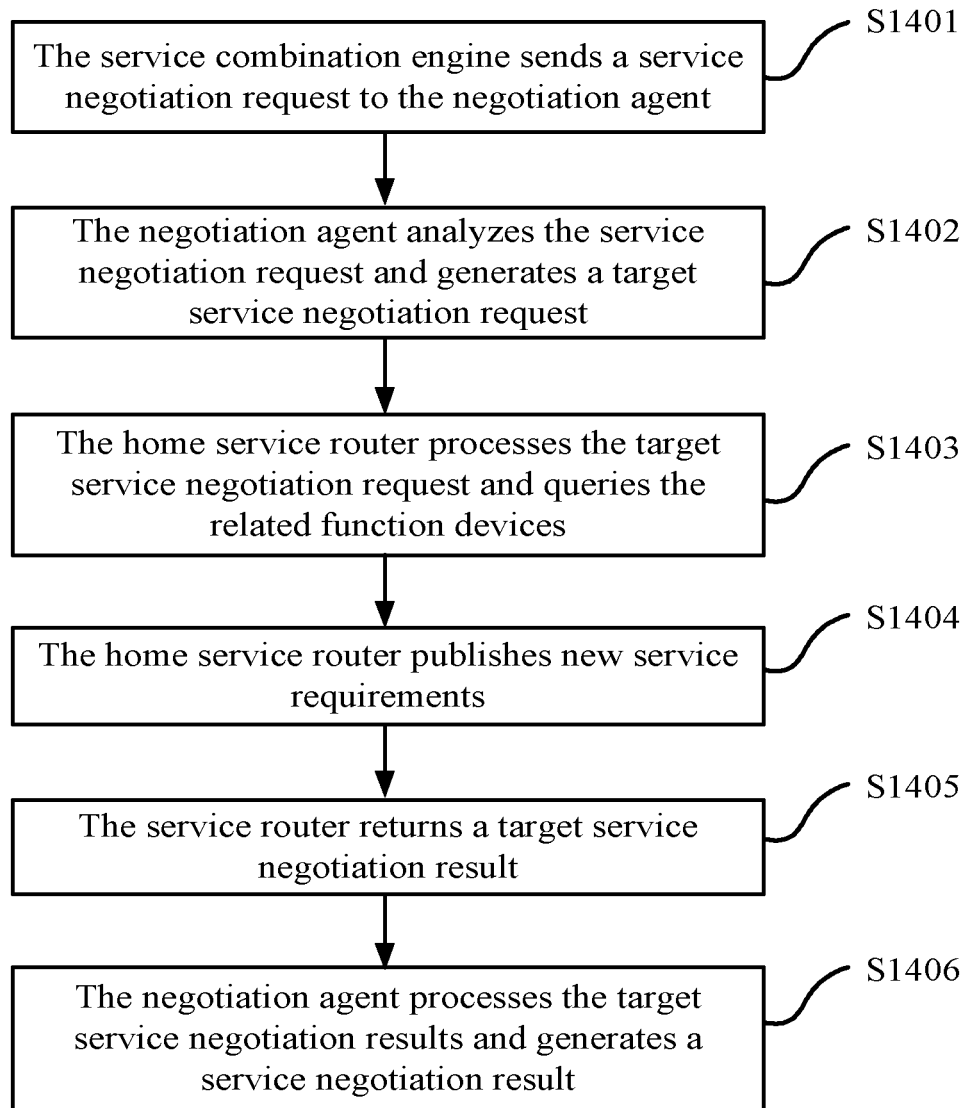 The service combination engine sends a service
negotiation request to the negotiation agent
S1401
The negotiation agent analyzes the service
negotiation request and generates a target
service negotiation request
S1402
The home service router processes the target
service negotiation request and queries the
related function devices
S1403
The home service router publishes new service
requirements
S1404
The service router returns a target service
negotiation result
S1405
The negotiation agent processes the target
service negotiation results and generates a
service negotiation result
S1406